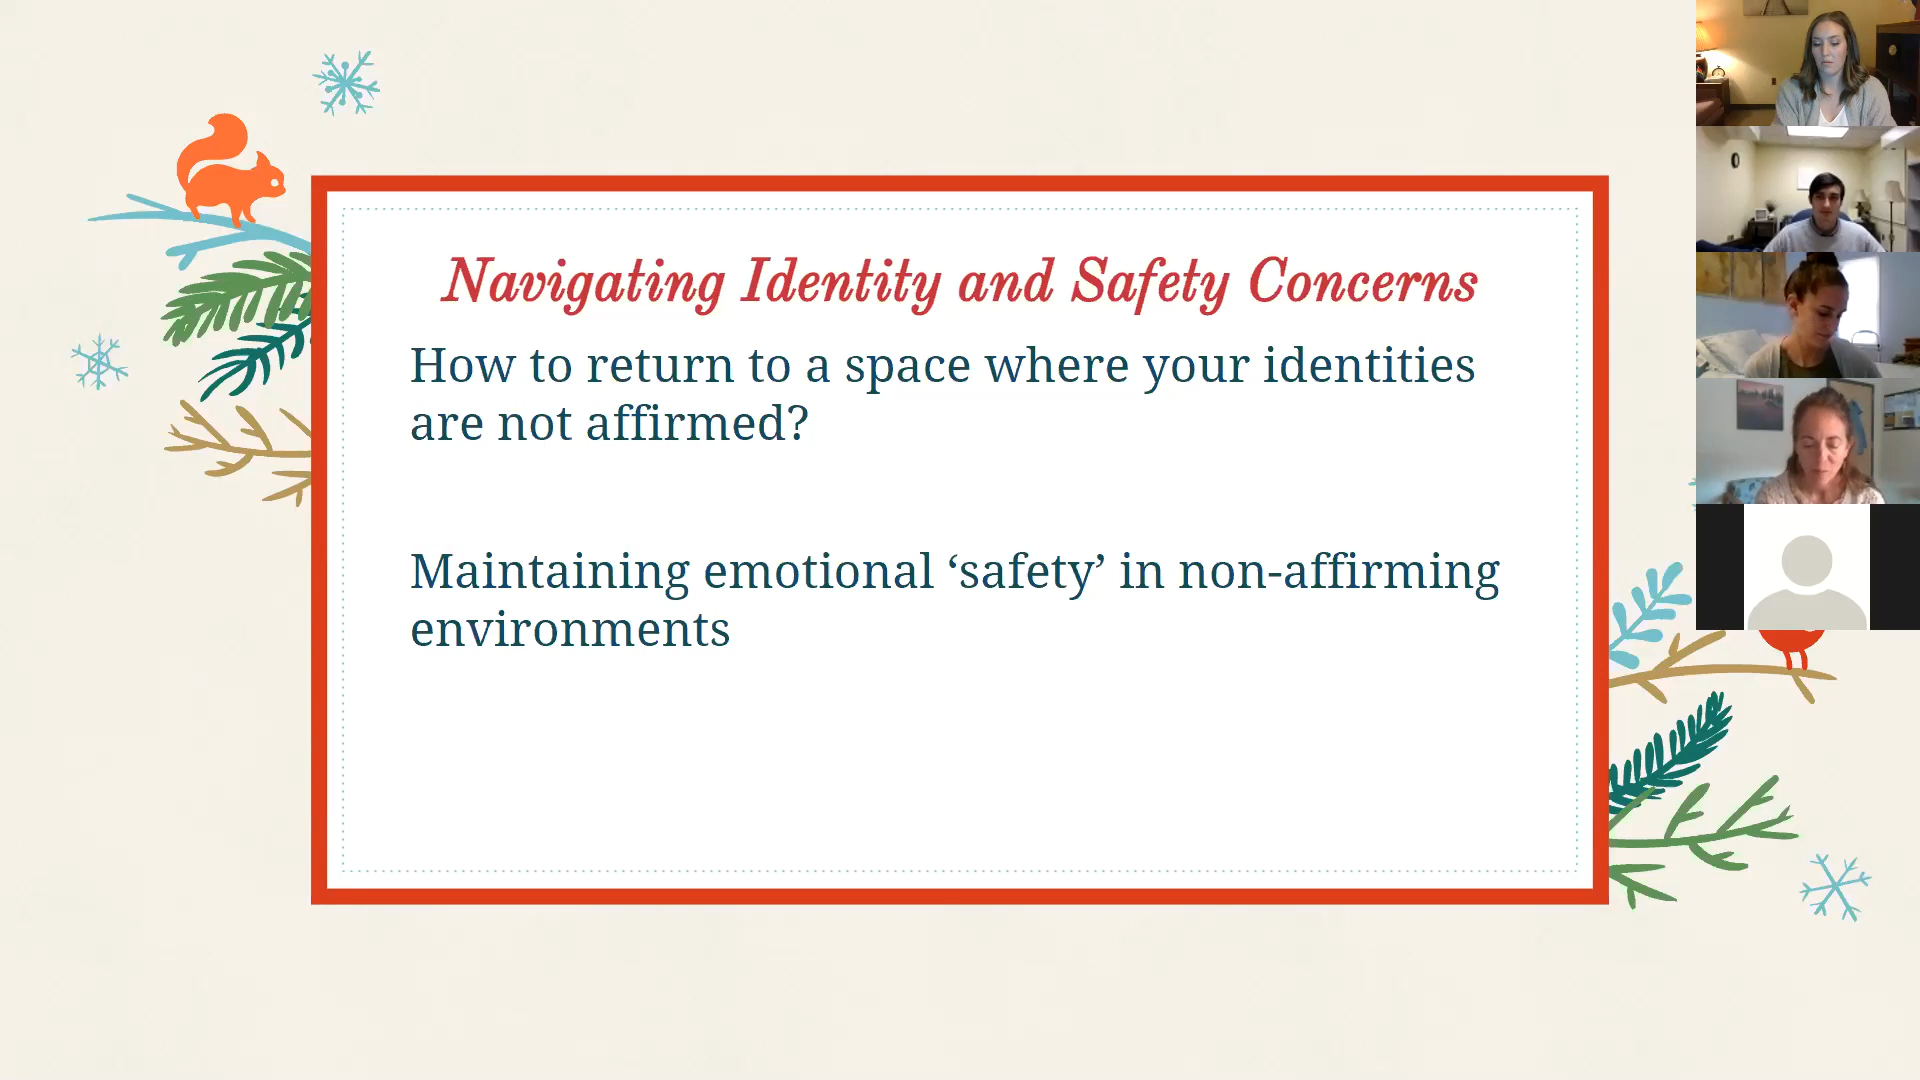 Navigating Identity and Safety Concerns
How to return to a space where your identities
are not affirmed?
Maintaining emotional ‘safety’ in non-affirming
environments